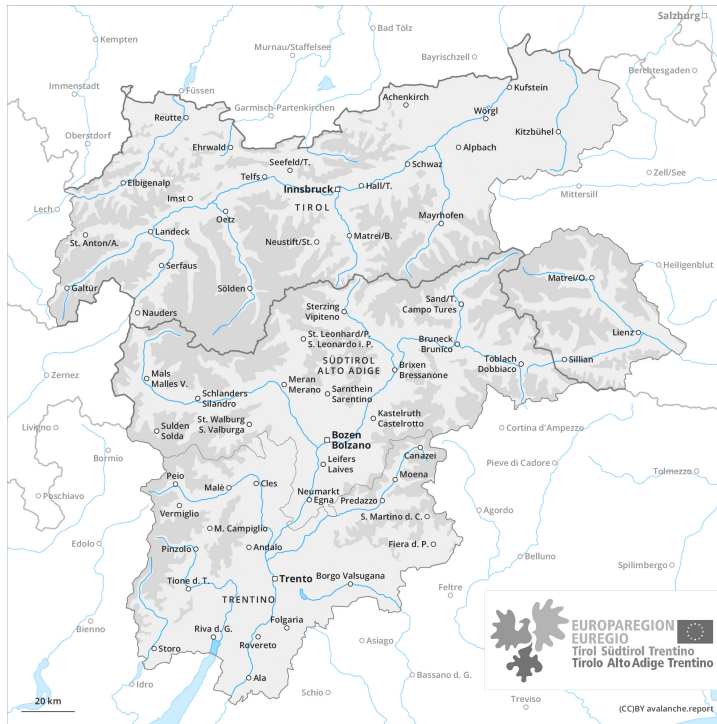 Salzburg
Kempten
Bad Tölz
Murnau/Staffelsee
Bayrischzell
Berchtesgaden
Immenstadt
Füssen
Achenkirch
Kufstein
Garmisch-Partenkirchen
Reutte
Wörgl
Kitzbühel
Oberstdorf
Ehrwald
Seefeld/T.
Alpbach
Schwaz
Telfs
Zell/See
Elbigenalp
Innsbruck
Hall/T.
Mittersill
Imst
TIROL
Lech
Oetz
Mayrhofen
Landeck
Matrei/B.
St. Anton/A.
Neustift/St.
Serfaus
Heiligenblut
Galtür
Sölden
Matrei/O.
Nauders
Sterzing
Vipiteno
Sand/T.
Campo Tures
Lienz
St. Leonhard/P.
S. Leonardo i. P.
Bruneck
Brunico
SÜDTIROL
ALTO ADIGE
Toblach
Dobbiaco
Sillian
Zernez
Mals
Malles V.
Meran
Merano
Brixen
Bressanone
Schlanders
Silandro
Sarnthein
Sarentino
Livigno
Sulden
Solda
St. Walburg
S. Valburga
Kastelruth
Castelrotto
Cortina d'Ampezzo
Bozen
Bolzano
Bormio
Canazei
Pieve di Cadore
Tolmezzo
Leifers
Laives
Peio
Moena
Malè
Cles
Poschiavo
Neumarkt
Egna
Predazzo
Vermiglio
Agordo
S. Martino d. C.
M. Campiglio
Edolo
Pinzolo
Andalo
Fiera d. P.
Belluno
Spilimbergo
Tione d. T.
Trento
Borgo Valsugana
Feltre
TRENTINO
Bienno
Folgaria
Riva d. G.
Rovereto
Asiago
Storo
Ala
Bassano d. G.
Idro
Schio
Treviso
EUROPAREGION
EUREGIO
Tirol Südtirol Trentino
Tirolo Alto Adige Trentino
20 km
(CC)BY avalanche.report